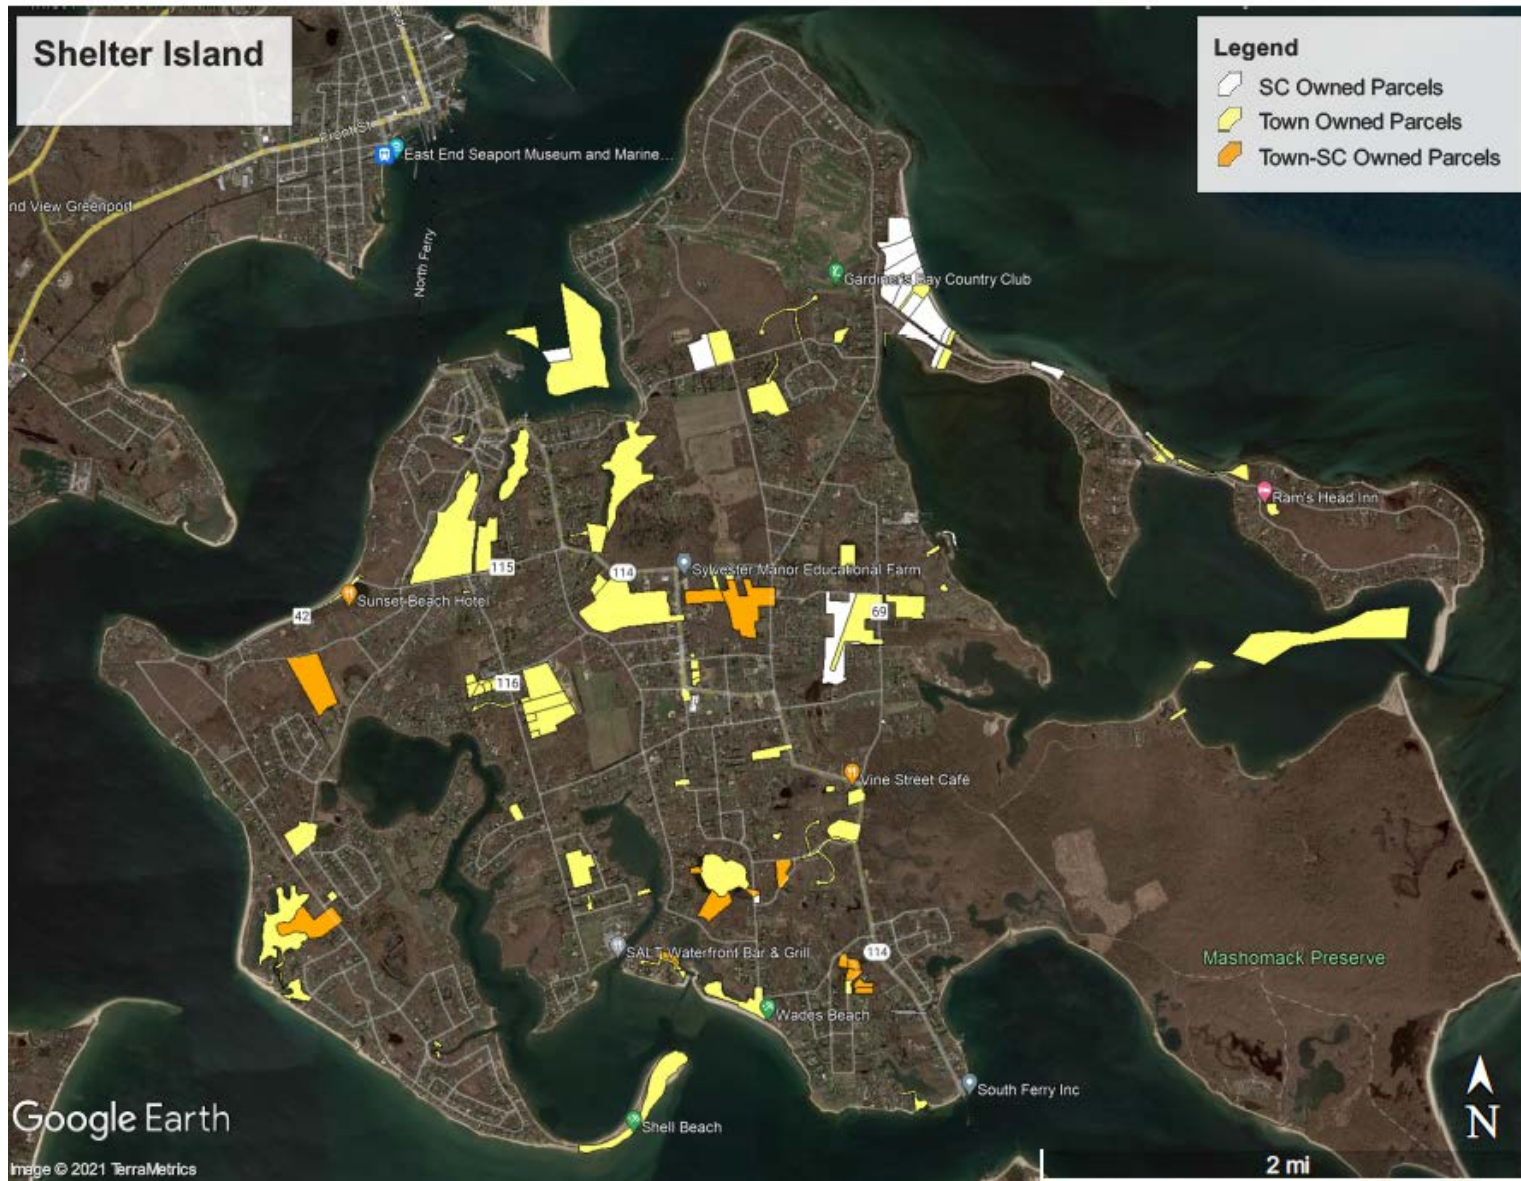 Shelter Island
Legend
SC Owned Parcels
Town Owned Parcels
Town-SC Owned Parcels
Front St
East End Seaport Museum and Marine...
nd View Greenport
North Ferry
Gardiner's Bay Country Club
Ram's Head Inn
115
114
Sylvester Manor Educational Farm
Sunset Beach Hotel
42
69
116
Vine Street Cafe
SALT Waterfront Bar & Grill
114
Mashomack Preserve
Wades Beach
South Ferry Inc
Shell Beach
Google Earth
N
Image © 2021 TerraMetrics
2 mi